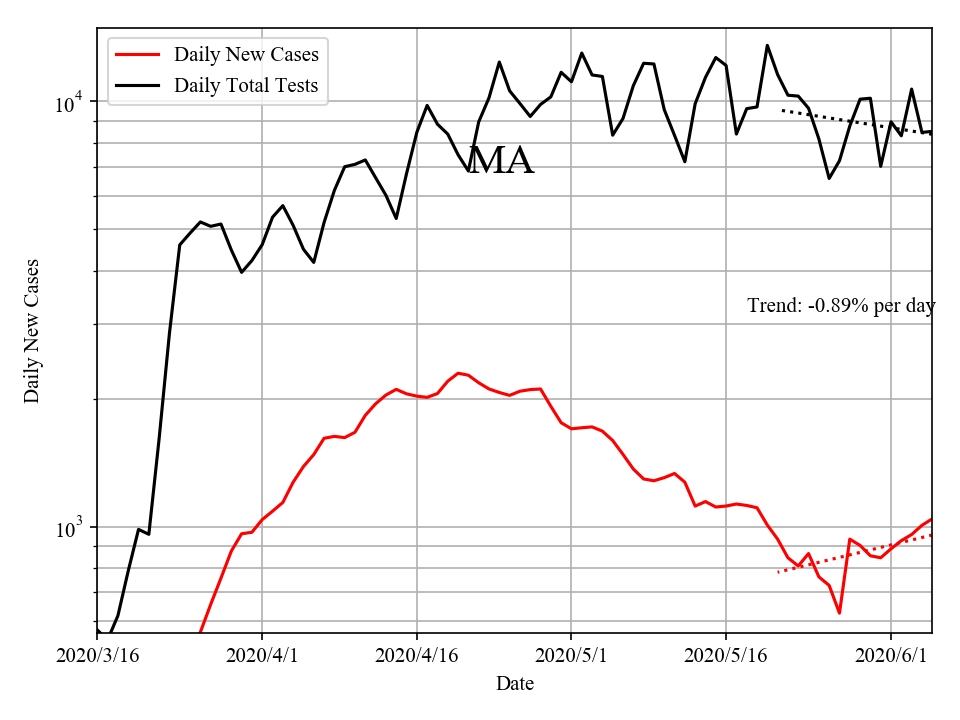 Daily New Cases
Daily Total Tests
10^4
MA
Trend: -0.89% per day
Daily New Cases
10^3
2020/3/16 2020/4/1 2020/4/16 2020/5/1 2020/5/16 2020/6/1
Date